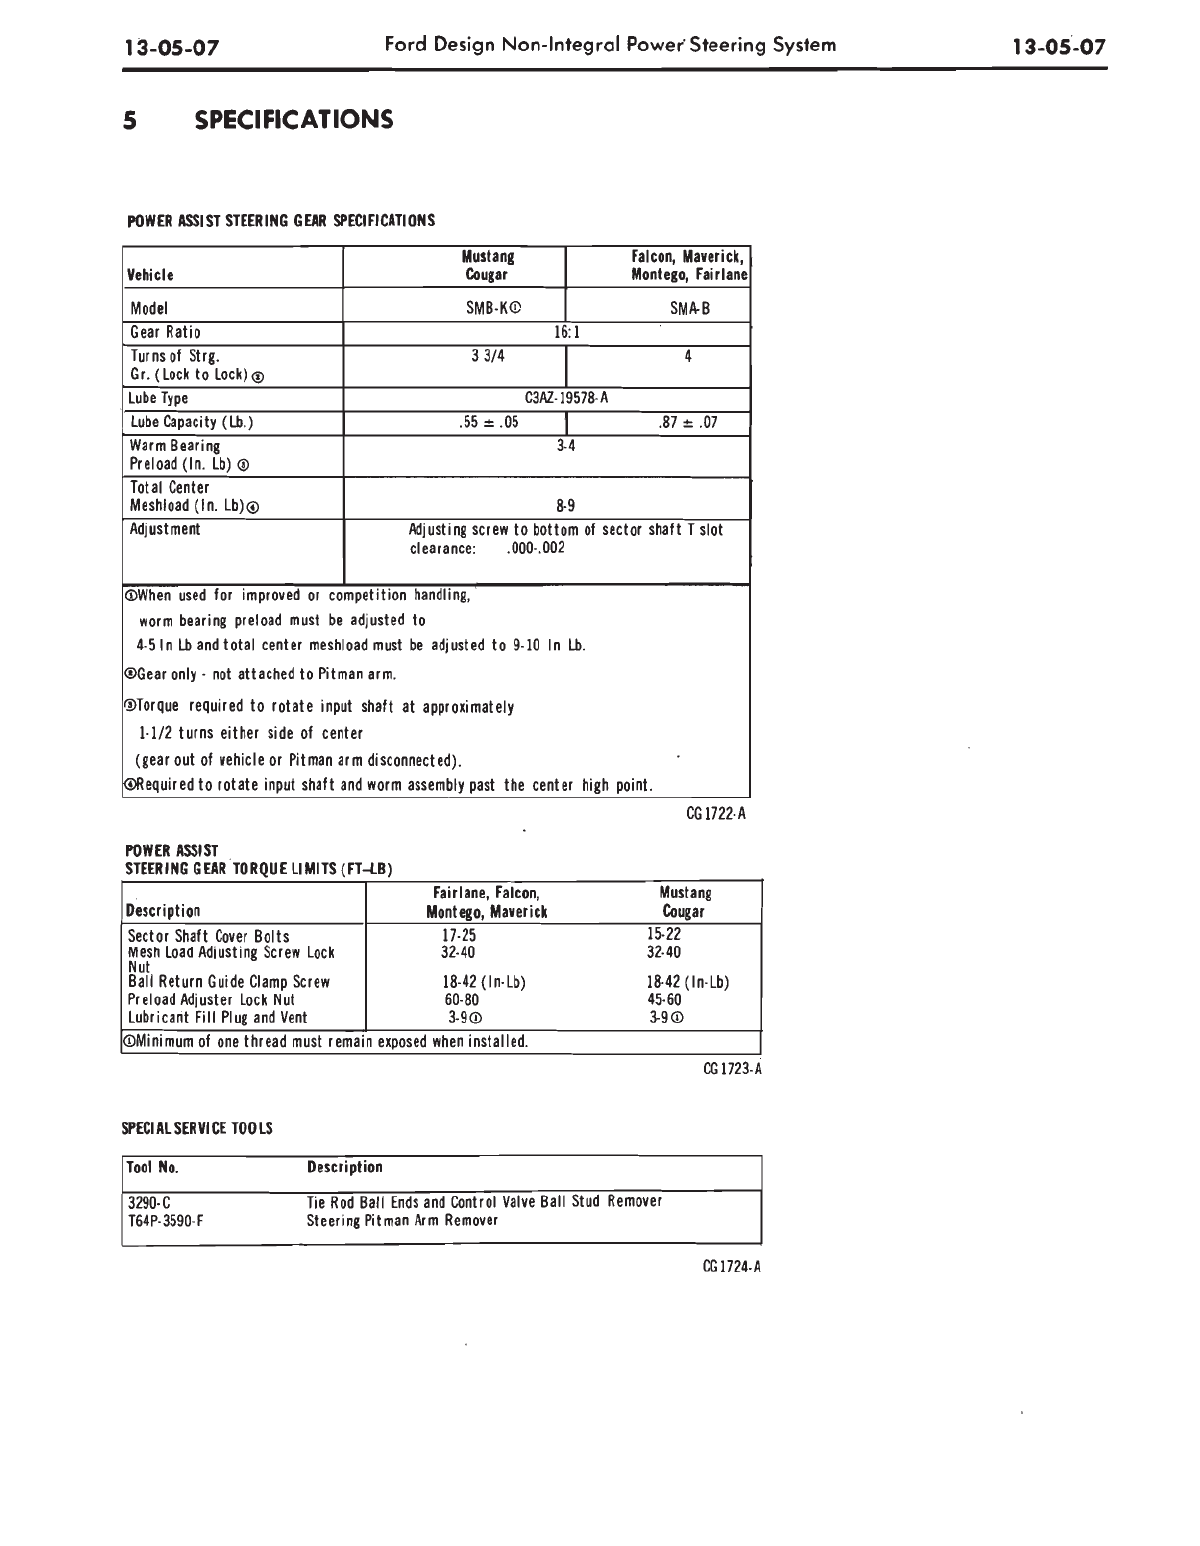 13-05-07 Ford Design Non-Integral Power Steering System 13-05-07
5 SPECIFICATIONS
POWER ASSIST STEERING GEAR SPECIFICATIONS
Vehicle Mustang Cougar Falcon, Maverick, Montego, Fairlane
Model SMB-K① SMA-B
Gear Ratio 16:1
Turns of Strg. 3 3/4 4
Gr. (Lock to Lock)②
Lube Type C3AZ-19578-A
Lube Capacity (Lb.) .55 ± .05 .87 ± .07
Warm Bearing 3-4
Preload (In. Lb) ③
Total Center
Meshload (In. Lb)④ 8-9
Adjustment Adjusting screw to bottom of sector shaft T slot
clearance: .000-.002
①When used for improved or competition handling,
worm bearing preload must be adjusted to
4-5 In Lb and total center meshload must be adjusted to 9-10 In Lb.
②Gear only - not attached to Pitman arm.
③Torque required to rotate input shaft at approximately
1-1/2 turns either side of center
(gear out of vehicle or Pitman arm disconnected).
④Required to rotate input shaft and worm assembly past the center high point.
CG1722-A
POWER ASSIST
STEERING GEAR TORQUE LIMITS (FT-LB)
Description Fairlane, Falcon, Montego, Maverick Mustang Cougar
Sector Shaft Cover Bolts 17-25 15-22
Mesh Load Adjusting Screw Lock 32-40 32-40
Nut
Ball Return Guide Clamp Screw 18-42 (In-Lb) 18-42 (In-Lb)
Preload Adjuster Lock Nut 60-80 45-60
Lubricant Fill Plug and Vent 3-9① 3-9①
①Minimum of one thread must remain exposed when installed.
CG1723-A
SPECIAL SERVICE TOOLS
Tool No. Description
3290-C Tie Rod Ball Ends and Control Valve Ball Stud Remover
T64P-3590-F Steering Pitman Arm Remover
CG1724-A